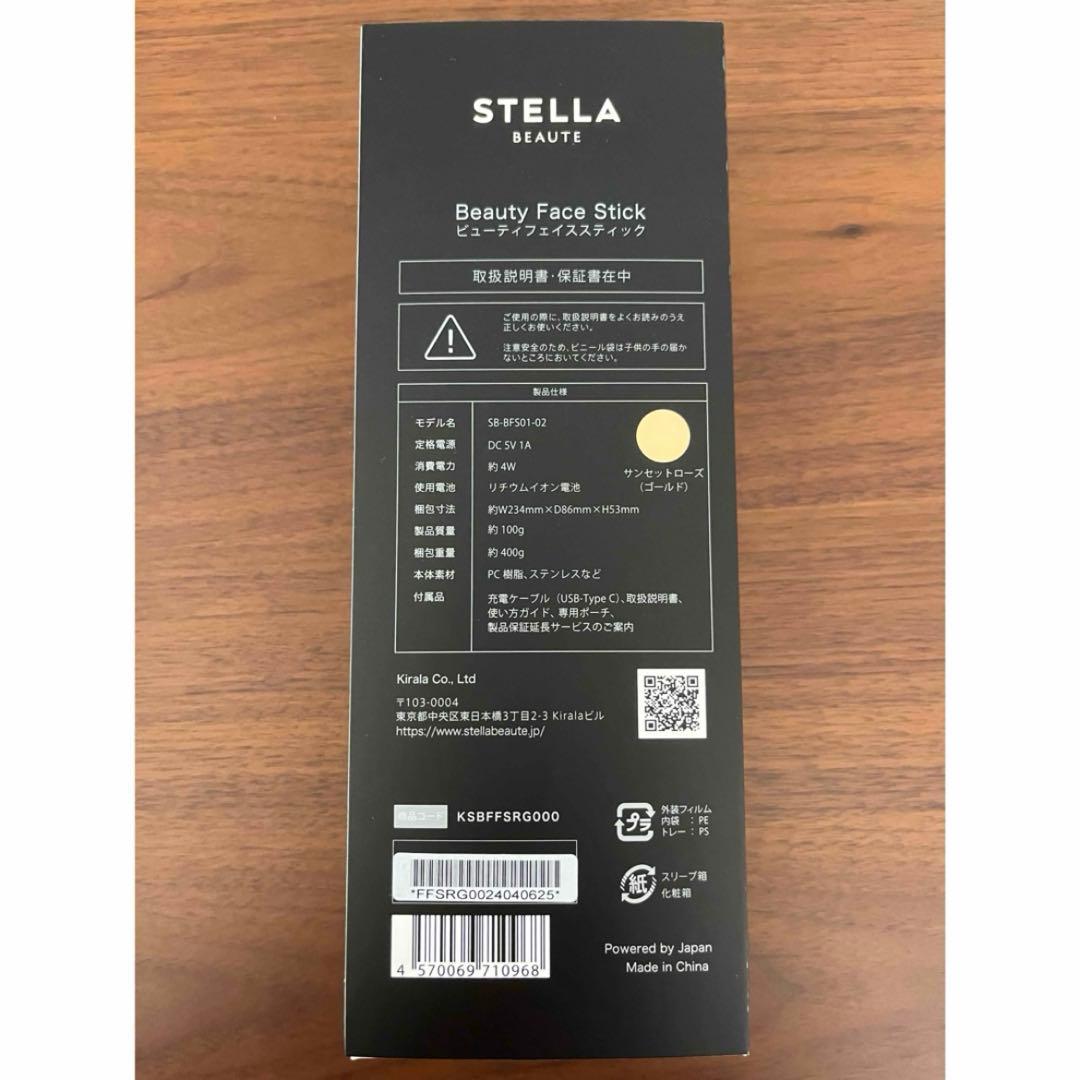 STELLA
BEAUTE
Beauty Face Stick
ビューティフェイススティック
取扱説明書・保証書在中
ご使用の際に、取扱説明書をよくお読みのうえ
正しくお使いください。
注意安全のため、ビニール袋は子供の手の届か
ないところにおいてください。
製品仕様
モデル名 SB-BFS01-02
定格電源 DC 5V 1A
消費電力 約 4W
使用電池 リチウムイオン電池
梱包寸法 約W234mm×D86mm×H53mm
製品質量 約 100g
梱包重量 約 400g
本体素材 PC 樹脂、ステンレスなど
付属品 充電ケーブル（USB-Type C）、取扱説明書、
使い方ガイド、専用ポーチ、
製品保証延長サービスのご案内
サンセットローズ
（ゴールド）
Kirala Co., Ltd
〒103-0004
東京都中央区東日本橋3丁目2-3 Kiralaビル
https://www.stellabeaute.jp/
商品コード KSBFFSRG000
*FFSRG0024040625*
4 570069 710968
プラ
外装フィルム
内袋 : PE
トレー : PS
紙
スリーブ箱
化粧箱
Powered by Japan
Made in China